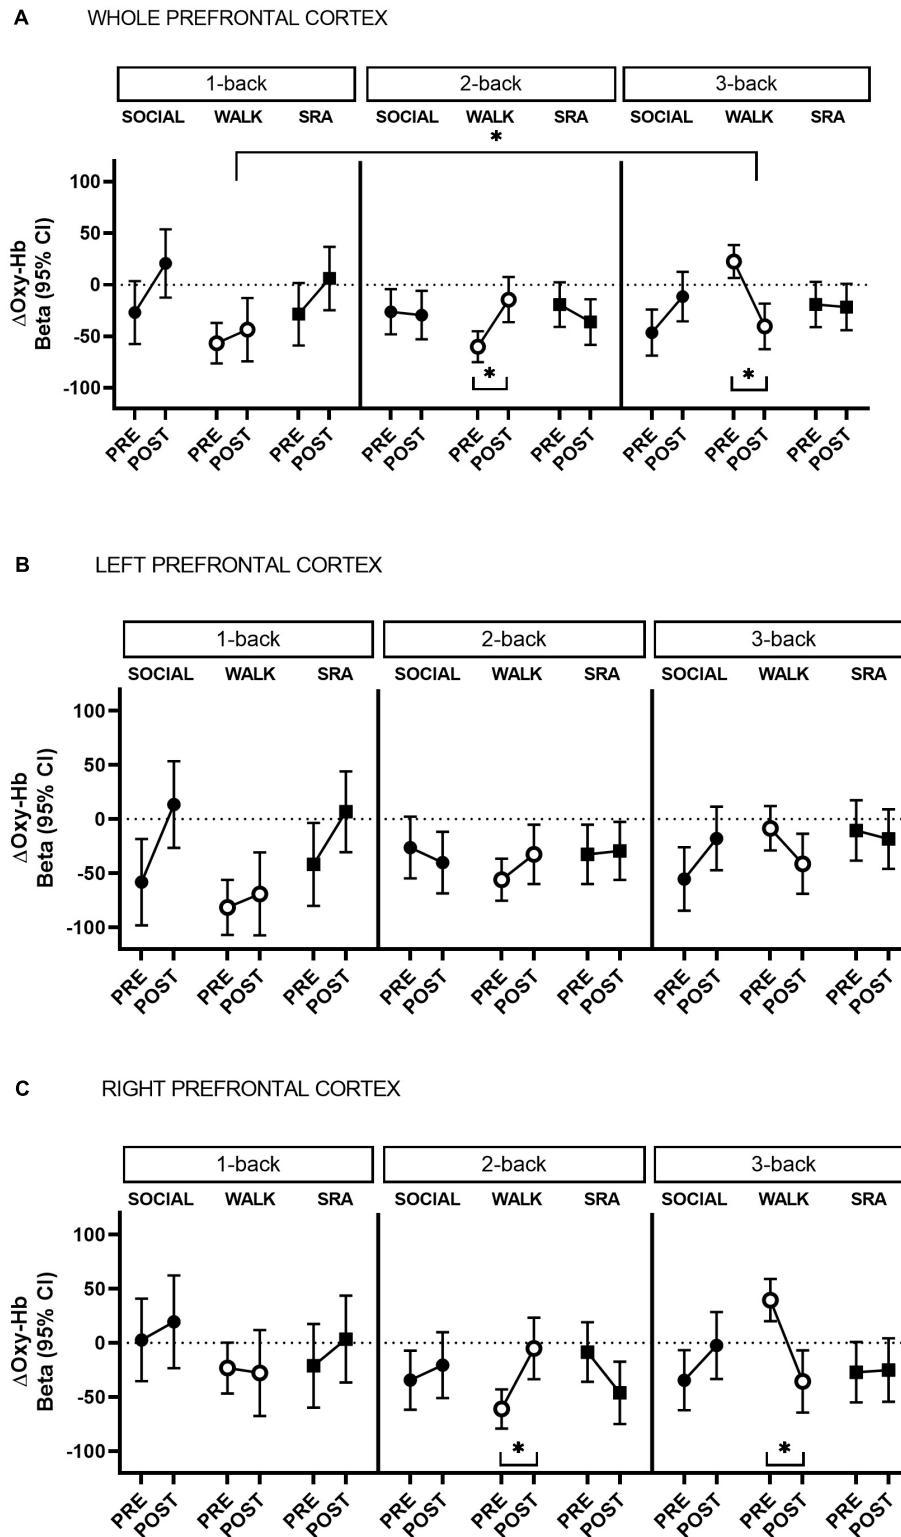 A WHOLE PREFRONTAL CORTEX
1-back 2-back 3-back
SOCIAL WALK SRA SOCIAL WALK SRA SOCIAL WALK SRA
*
100
50
0
-50
-100
ΔOxy-Hb
Beta (95% CI)
* *
PRE POST PRE POST PRE POST PRE POST PRE POST PRE POST PRE POST PRE POST PRE POST
B LEFT PREFRONTAL CORTEX
1-back 2-back 3-back
SOCIAL WALK SRA SOCIAL WALK SRA SOCIAL WALK SRA
100
50
0
-50
-100
ΔOxy-Hb
Beta (95% CI)
PRE POST PRE POST PRE POST PRE POST PRE POST PRE POST PRE POST PRE POST PRE POST
C RIGHT PREFRONTAL CORTEX
1-back 2-back 3-back
SOCIAL WALK SRA SOCIAL WALK SRA SOCIAL WALK SRA
100
50
0
-50
-100
ΔOxy-Hb
Beta (95% CI)
* *
PRE POST PRE POST PRE POST PRE POST PRE POST PRE POST PRE POST PRE POST PRE POST